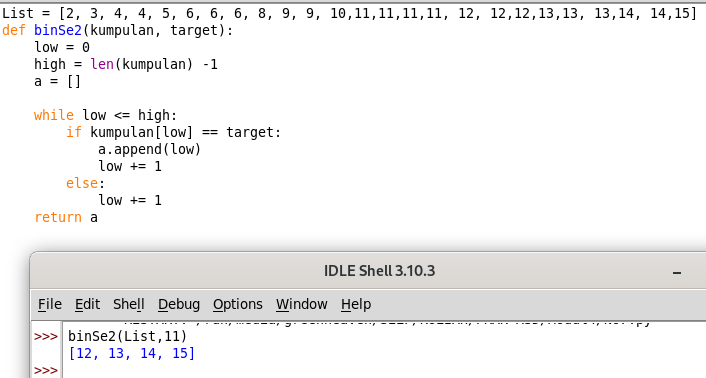 List = [2, 3, 4, 4, 5, 6, 6, 6, 8, 9, 9, 10,11,11,11,11, 12, 12,12,13,13, 13,14, 14,15]
def binSe2(kumpulan, target):
    low = 0
    high = len(kumpulan) -1
    a = []
    while low <= high:
        if kumpulan[low] == target:
            a.append(low)
            low += 1
        else:
            low += 1
    return a
IDLE Shell 3.10.3
File Edit Shell Debug Options Window Help
>>> binSe2(List,11)
[12, 13, 14, 15]
>>>